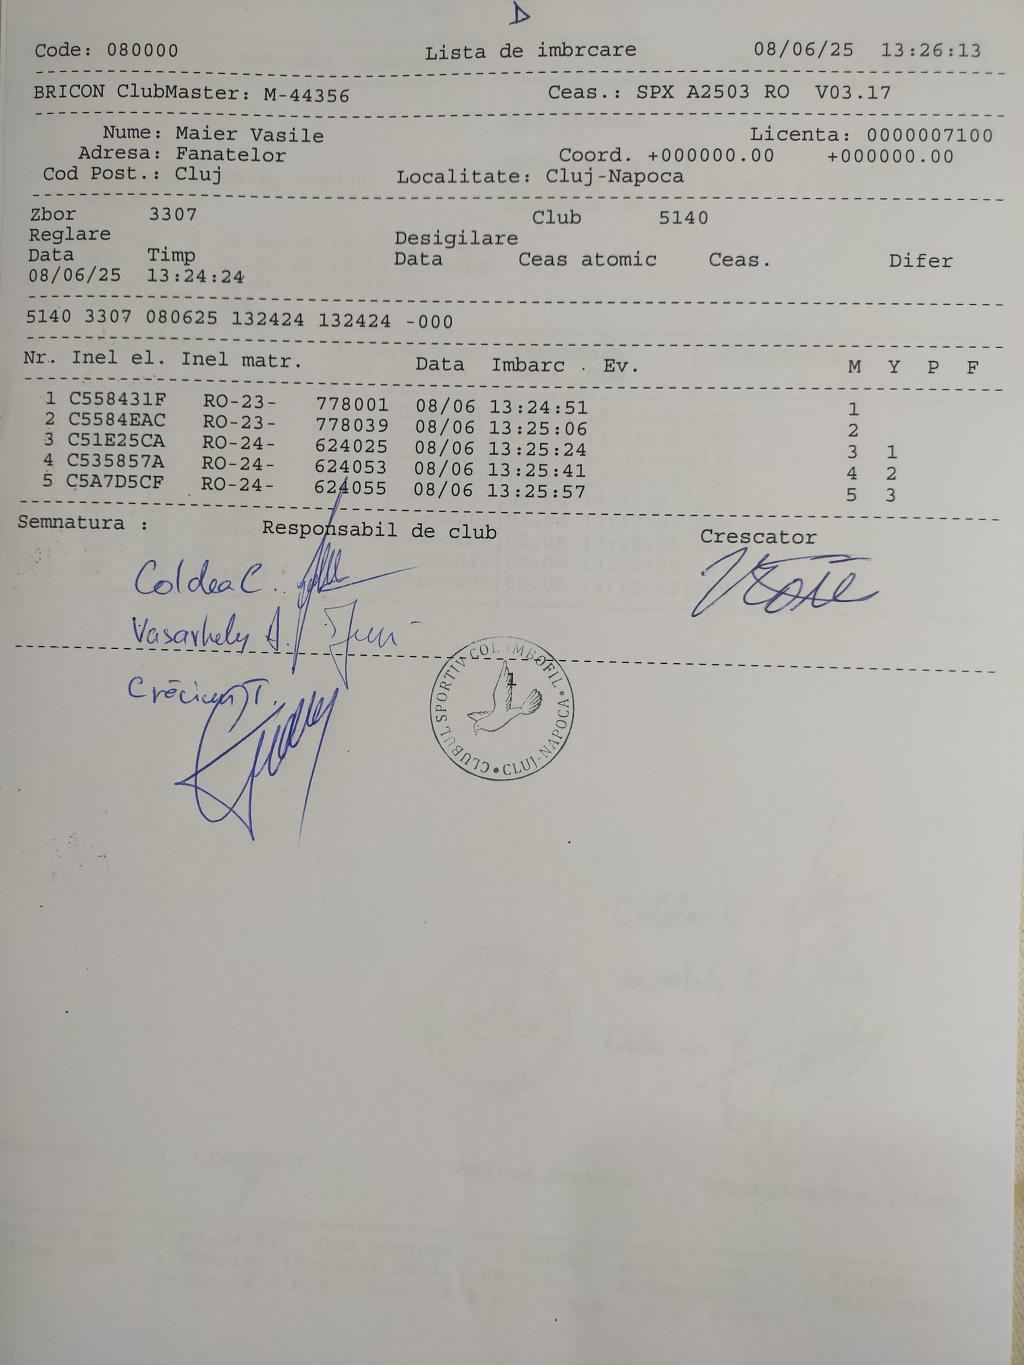 D
Code: 080000 Lista de imbrcare 08/06/25 13:26:13
BRICON ClubMaster: M-44356 Ceas.: SPX A2503 RO V03.17
Nume: Maier Vasile Licenta: 0000007100
Adresa: Fanatelor Coord. +000000.00 +000000.00
Cod Post.: Cluj Localitate: Cluj-Napoca
Zbor 3307 Club 5140
Reglare Desigilare
Data Timp Data Ceas atomic Ceas. Difer
08/06/25 13:24:24
5140 3307 080625 132424 132424 -000
Nr. Inel el. Inel matr. Data Imbarc . Ev. M Y P F
1 C558431F RO-23- 778001 08/06 13:24:51 1
2 C5584EAC RO-23- 778039 08/06 13:25:06 2
3 C51E25CA RO-24- 624025 08/06 13:25:24 3 1
4 C535857A RO-24- 624053 08/06 13:25:41 4 2
5 C5A7D5CF RO-24- 624055 08/06 13:25:57 5 3
Semnatura : Responsabil de club Crescator
Coldea C.
Vasarhely A.
1
CLUBUL SPORTIV COLUMBOFIL • CLUJ-NAPOCA •